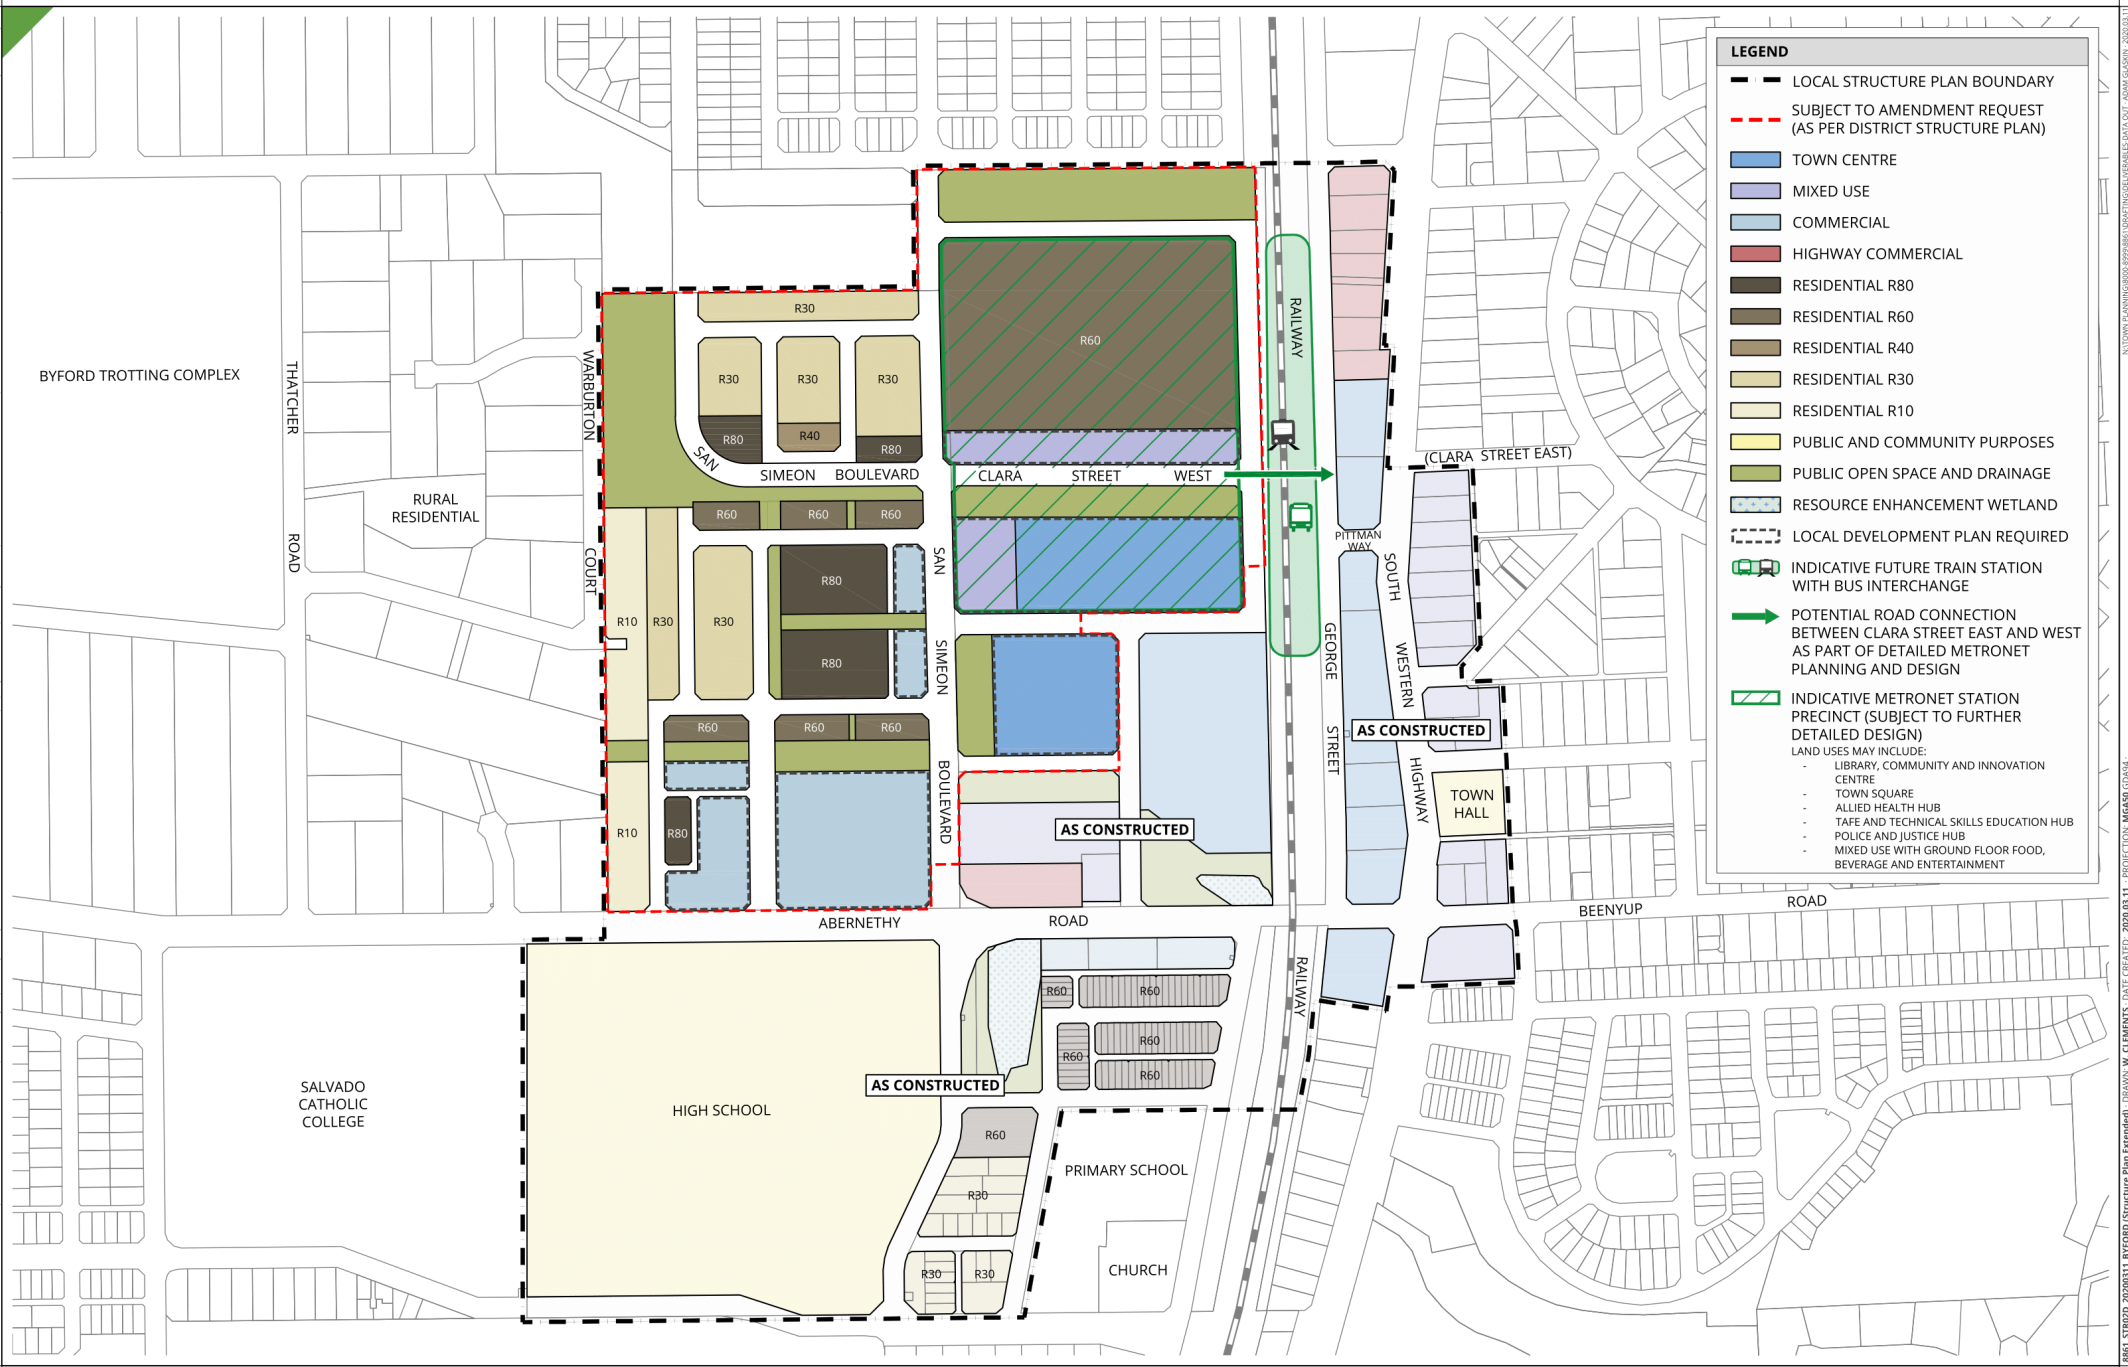 LEGEND
LOCAL STRUCTURE PLAN BOUNDARY
SUBJECT TO AMENDMENT REQUEST
(AS PER DISTRICT STRUCTURE PLAN)
TOWN CENTRE
MIXED USE
COMMERCIAL
HIGHWAY COMMERCIAL
RESIDENTIAL R80
RESIDENTIAL R60
RESIDENTIAL R40
RESIDENTIAL R30
RESIDENTIAL R10
PUBLIC AND COMMUNITY PURPOSES
PUBLIC OPEN SPACE AND DRAINAGE
RESOURCE ENHANCEMENT WETLAND
LOCAL DEVELOPMENT PLAN REQUIRED
INDICATIVE FUTURE TRAIN STATION
WITH BUS INTERCHANGE
POTENTIAL ROAD CONNECTION
BETWEEN CLARA STREET EAST AND WEST
AS PART OF DETAILED METRONET
PLANNING AND DESIGN
INDICATIVE METRONET STATION
PRECINCT (SUBJECT TO FURTHER
DETAILED DESIGN)
LAND USES MAY INCLUDE:
- LIBRARY, COMMUNITY AND INNOVATION
CENTRE
- TOWN SQUARE
- ALLIED HEALTH HUB
- TAFE AND TECHNICAL SKILLS EDUCATION HUB
- POLICE AND JUSTICE HUB
- MIXED USE WITH GROUND FLOOR FOOD,
BEVERAGE AND ENTERTAINMENT
BYFORD TROTTING COMPLEX
THATCHER
ROAD
RURAL
RESIDENTIAL
WARBURTON
COURT
R30
R30
R30
R30
R80
R40
R80
SAN
SIMEON BOULEVARD
R60
CLARA STREET WEST
(CLARA STREET EAST)
RAILWAY
R60
R60
R60
R10
R30
R30
R80
R80
SAN
SIMEON
BOULEVARD
R60
R60
R60
R10
R80
PITTMAN
WAY
SOUTH
WESTERN
HIGHWAY
GEORGE
STREET
AS CONSTRUCTED
TOWN
HALL
AS CONSTRUCTED
ABERNETHY
ROAD
BEENYUP
ROAD
RAILWAY
R60
R60
R60
R60
R60
AS CONSTRUCTED
HIGH SCHOOL
SALVADO
CATHOLIC
COLLEGE
R60
R30
R30
R30
PRIMARY SCHOOL
CHURCH